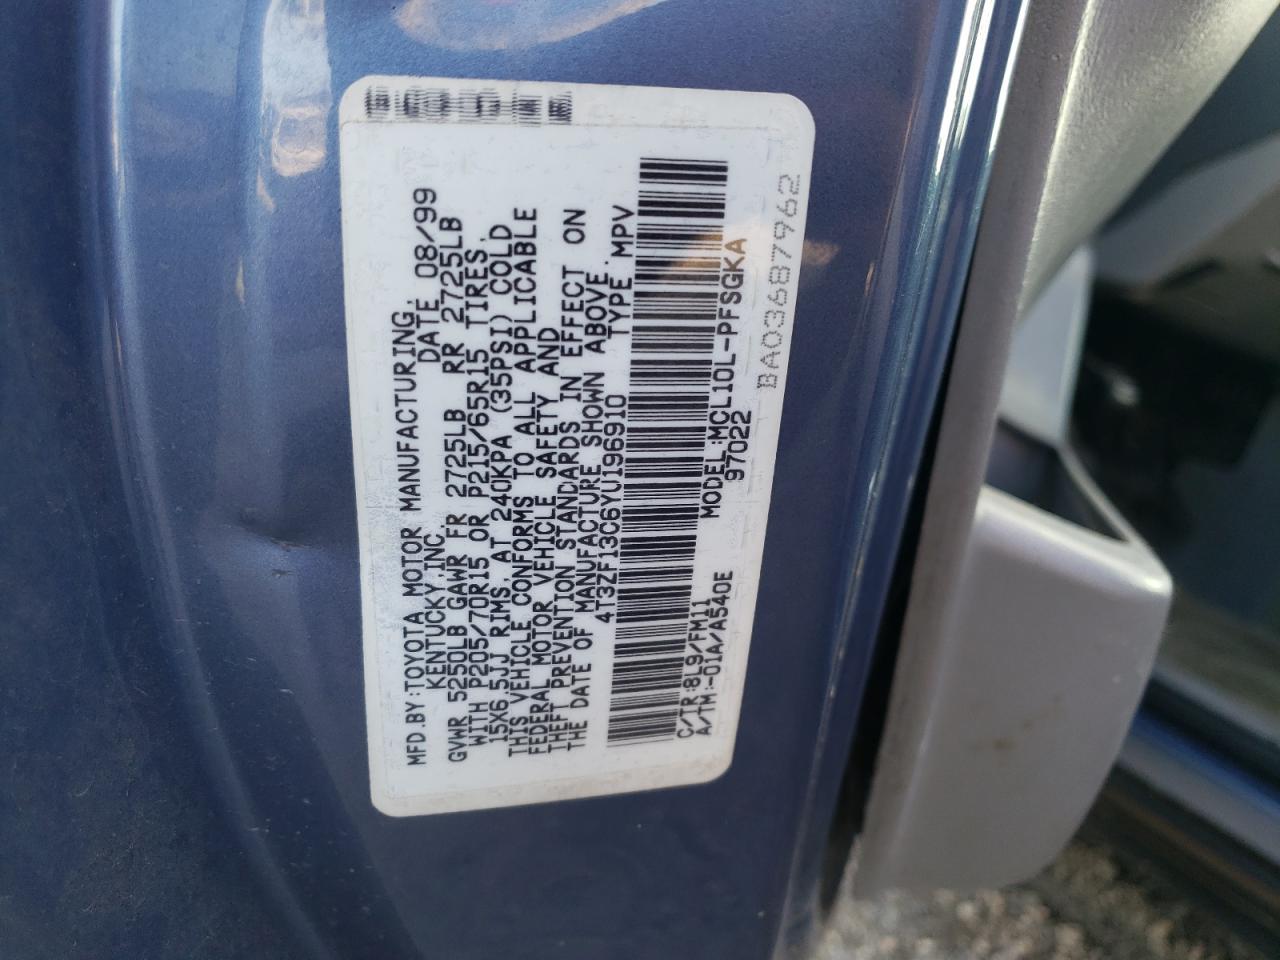 MFD.BY:TOYOTA MOTOR MANUFACTURING,
KENTUCKY,INC. DATE 08/99
GVWR 5250LB GAWR FR 2725LB RR 2725LB
WITH P205/70R15 OR P215/65R15 TIRES,
15X6.5JJ RIMS, AT 240KPA (35PSI) COLD
THIS VEHICLE CONFORMS TO ALL APPLICABLE
FEDERAL MOTOR VEHICLE SAFETY AND
THEFT PREVENTION STANDARDS IN EFFECT ON
THE DATE OF MANUFACTURE SHOWN ABOVE.
4T3ZF13C6YU196910 TYPE MPV
C/TR:8L9/FM11 MODEL:MCL10L-PFSGKA
A/TM:-01A/A540E 97022
BA03687962